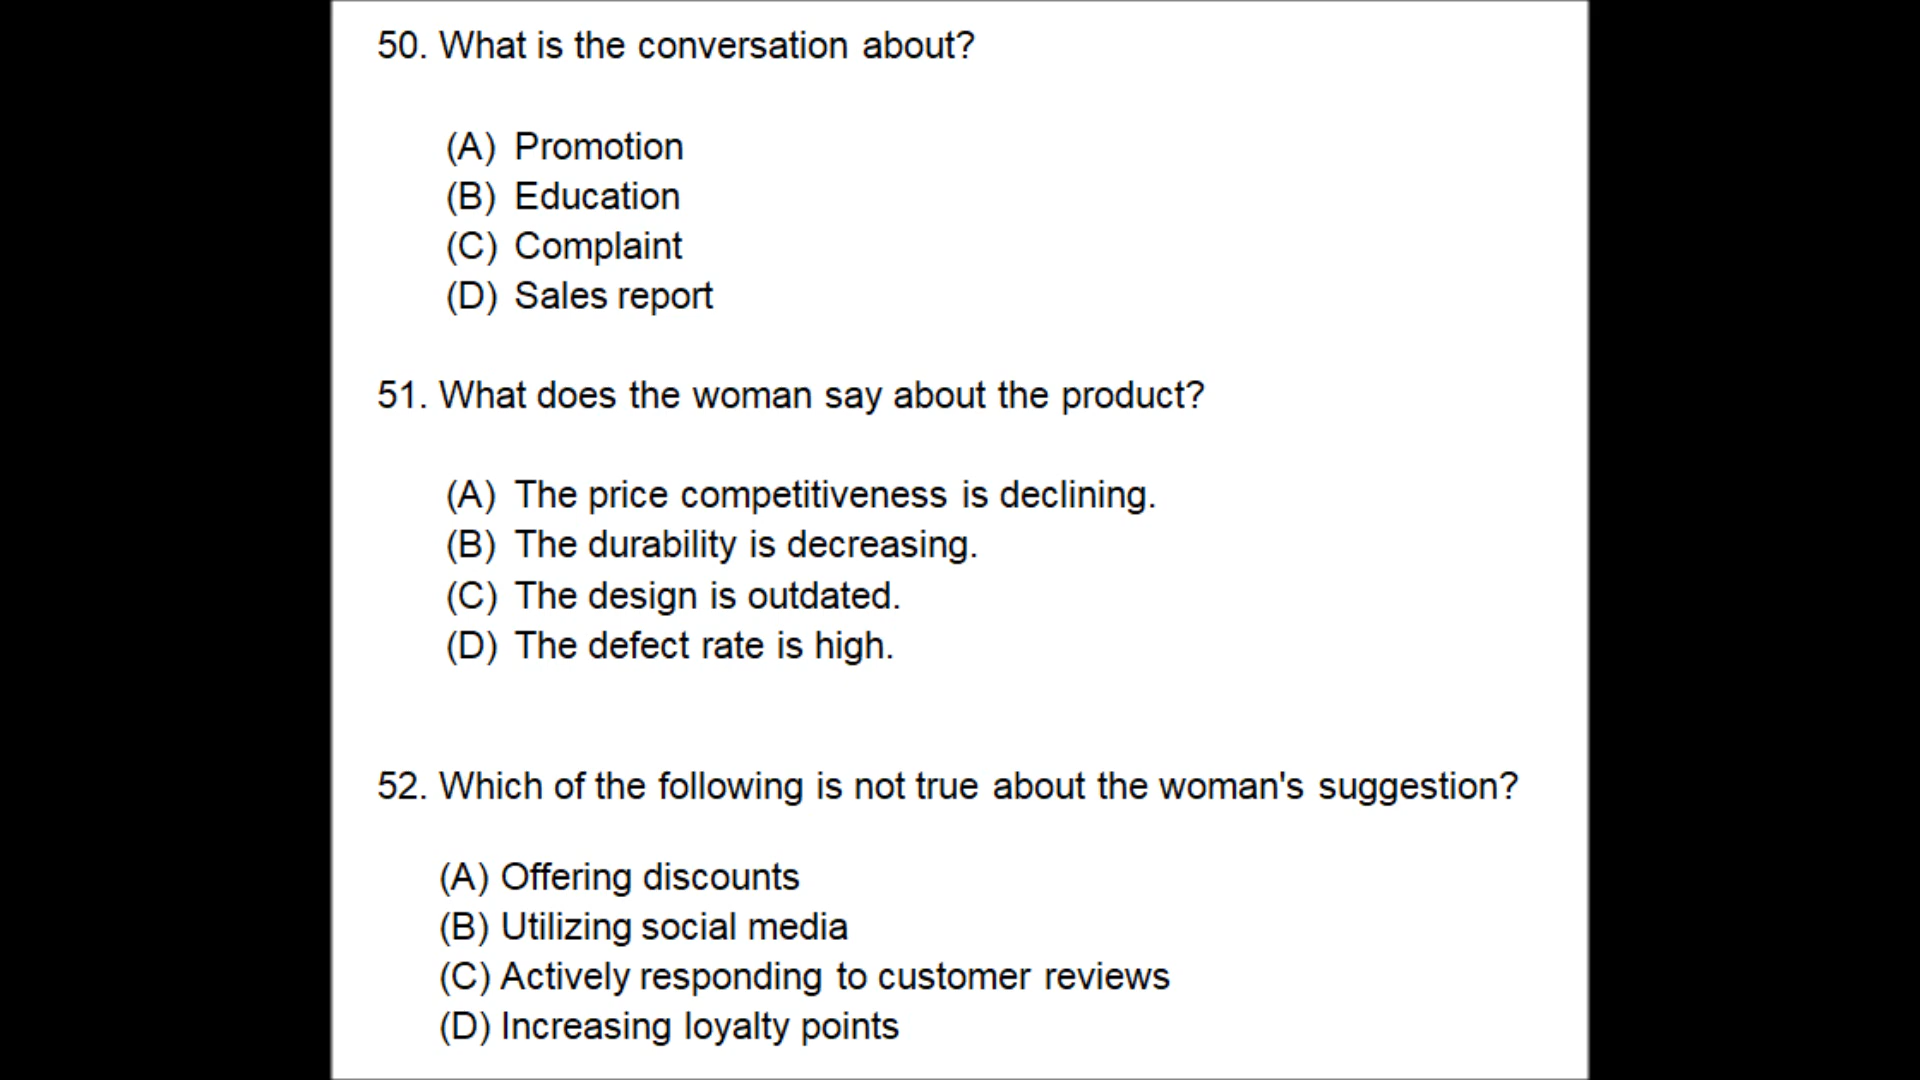 50. What is the conversation about?
(A) Promotion
(B) Education
(C) Complaint
(D) Sales report
51. What does the woman say about the product?
(A) The price competitiveness is declining.
(B) The durability is decreasing.
(C) The design is outdated.
(D) The defect rate is high.
52. Which of the following is not true about the woman's suggestion?
(A) Offering discounts
(B) Utilizing social media
(C) Actively responding to customer reviews
(D) Increasing loyalty points